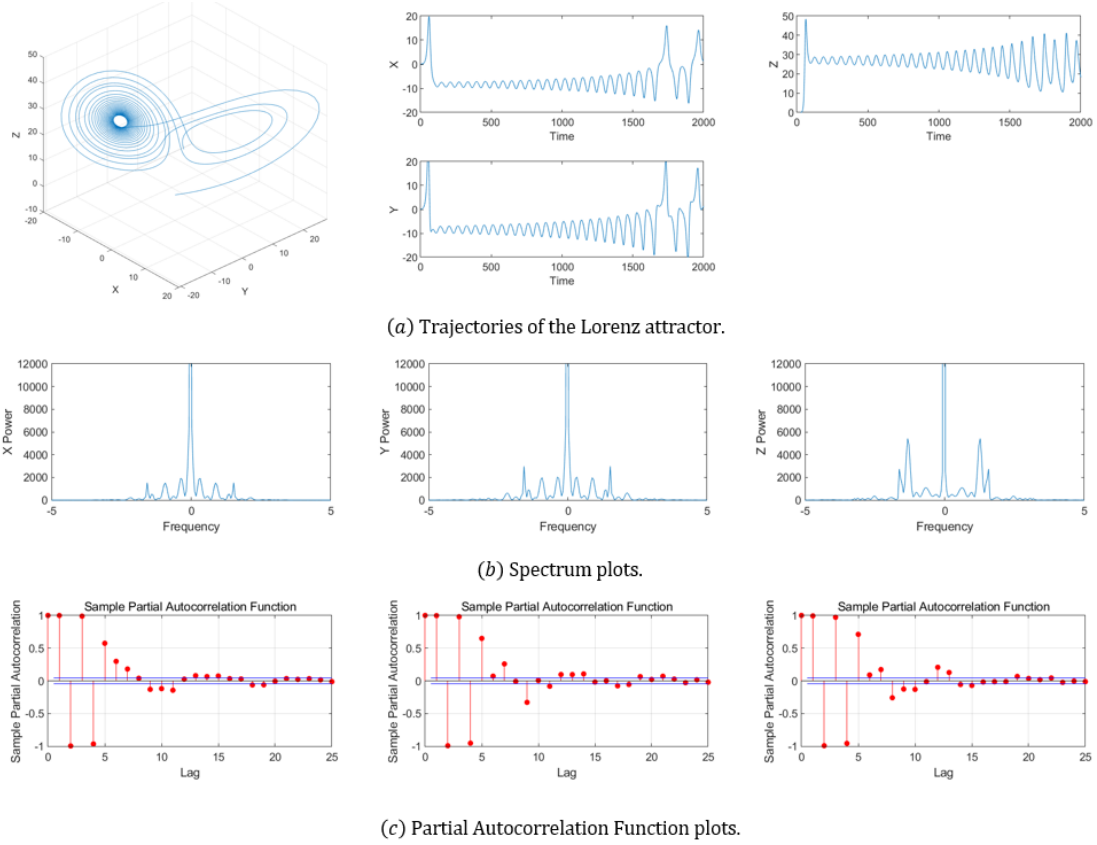 50
40
30
20
10
0
-10
Z
-20
-10
0
10
20
X
-20
-10
0
10
20
Y
20
10
0
-10
-20
X
0 500 1000 1500 2000
Time
50
40
30
20
10
0
Z
0 500 1000 1500 2000
Time
20
10
0
-10
-20
Y
0 500 1000 1500 2000
Time
(a) Trajectories of the Lorenz attractor.
12000
10000
8000
6000
4000
2000
0
X Power
-5 0 5
Frequency
12000
10000
8000
6000
4000
2000
0
Y Power
-5 0 5
Frequency
12000
10000
8000
6000
4000
2000
0
Z Power
-5 0 5
Frequency
(b) Spectrum plots.
Sample Partial Autocorrelation Function
Sample Partial Autocorrelation
1
0.5
0
-0.5
-1
0 5 10 15 20 25
Lag
Sample Partial Autocorrelation Function
Sample Partial Autocorrelation
1
0.5
0
-0.5
-1
0 5 10 15 20 25
Lag
Sample Partial Autocorrelation Function
Sample Partial Autocorrelation
1
0.5
0
-0.5
-1
0 5 10 15 20 25
Lag
(c) Partial Autocorrelation Function plots.